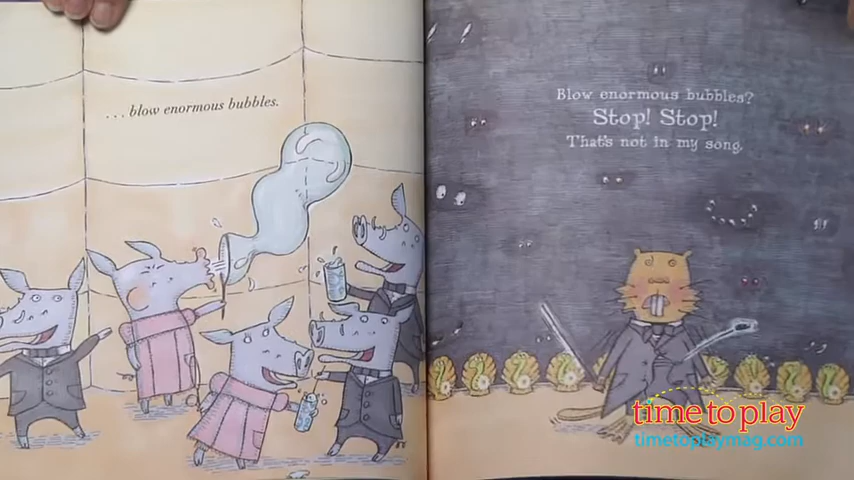 ...blow enormous bubbles.
Blow enormous bubbles?
Stop! Stop!
That's not in my song.
time to play
timetoplaymag.com